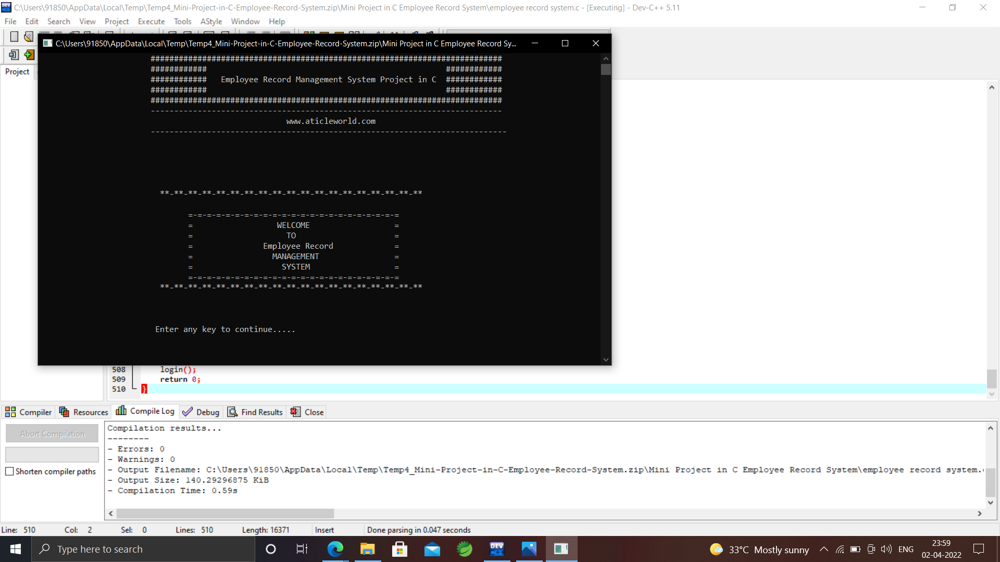 C:\Users\91850\AppData\Local\Temp\Temp4_Mini-Project-in-C-Employee-Record-System.zip\Mini Project in C Employee Record System\employee record system.c - [Executing] - Dev-C++ 5.11
File Edit Search View Project Execute Tools AStyle Window Help
C:\Users\91850\AppData\Local\Temp\Temp4_Mini-Project-in-C-Employee-Record-System.zip\Mini Project in C Employee Record Sy...
Project
###########################################################################
############ ############
############ Employee Record Management System Project in C ############
############ ############
###########################################################################
---------------------------------------------------------------------------
www.aticleworld.com
----------------------------------------------------------------------------
**-**-**-**-**-**-**-**-**-**-**-**-**-**-**-**-**-**-**
=-=-=-=-=-=-=-=-=-=-=-=-=-=-=-=-=-=-=-=-=-=-=
= WELCOME =
= TO =
= Employee Record =
= MANAGEMENT =
= SYSTEM =
=-=-=-=-=-=-=-=-=-=-=-=-=-=-=-=-=-=-=-=-=-=-=
**-**-**-**-**-**-**-**-**-**-**-**-**-**-**-**-**-**-**
Enter any key to continue.....
508 login();
509 return 0;
510 }
Compiler Resources Compile Log Debug Find Results Close
Abort Compilation
Shorten compiler paths
Compilation results...
--------
- Errors: 0
- Warnings: 0
- Output Filename: C:\Users\91850\AppData\Local\Temp\Temp4_Mini-Project-in-C-Employee-Record-System.zip\Mini Project in C Employee Record System\employee record system.
- Output Size: 140.29296875 KiB
- Compilation Time: 0.59s
Line: 510 Col: 2 Sel: 0 Lines: 510 Length: 16371 Insert Done parsing in 0.047 seconds
Type here to search
DEV C++
33°C Mostly sunny
ENG
23:59
02-04-2022